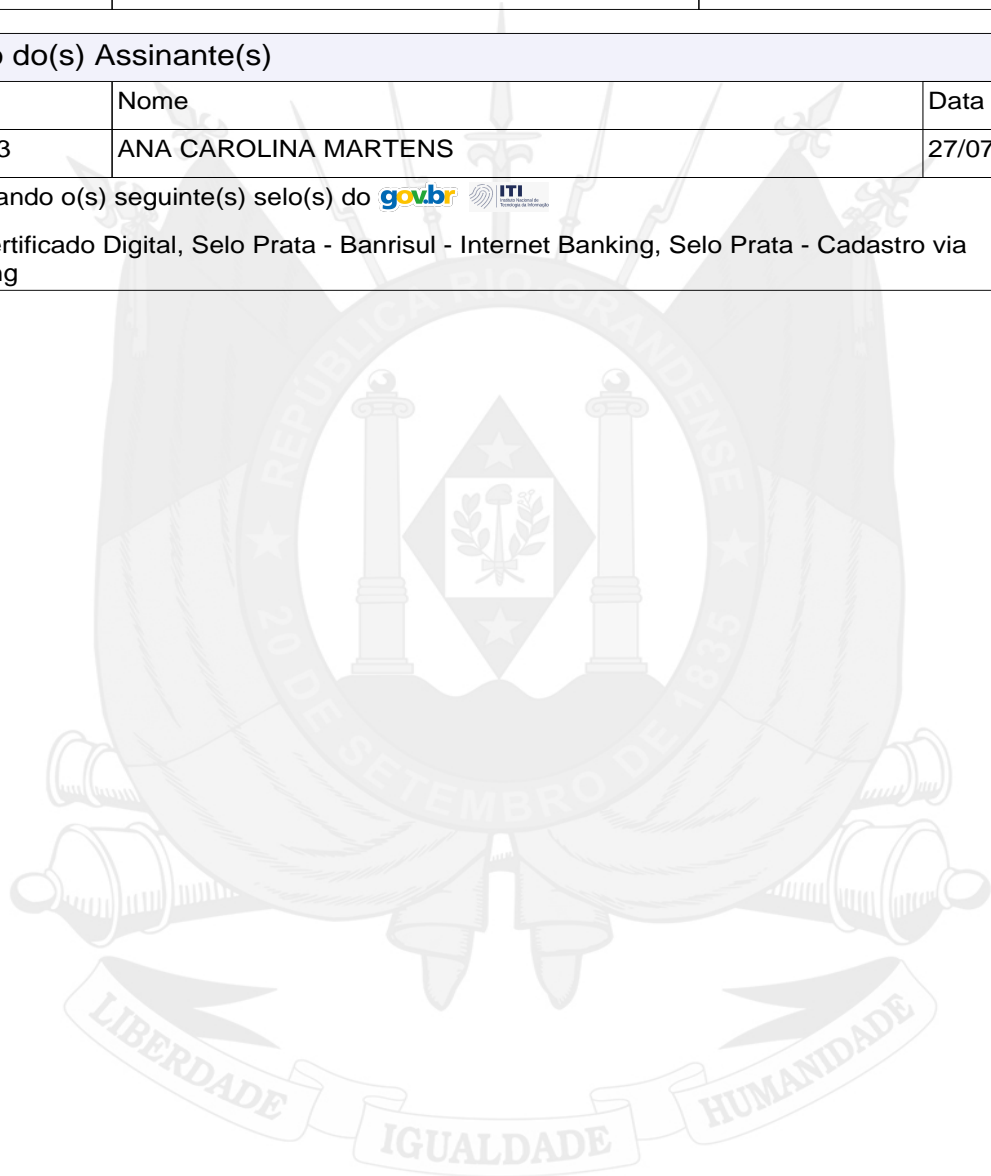 o do(s) Assinante(s)
Nome Data
3 ANA CAROLINA MARTENS 27/07
ando o(s) seguinte(s) selo(s) do gov.br ITI
ertificado Digital, Selo Prata - Banrisul - Internet Banking, Selo Prata - Cadastro via
ng
REPÚBLICA RIO-GRANDENSE
20 DE SETEMBRO DE 1835
LIBERDADE IGUALDADE HUMANIDADE